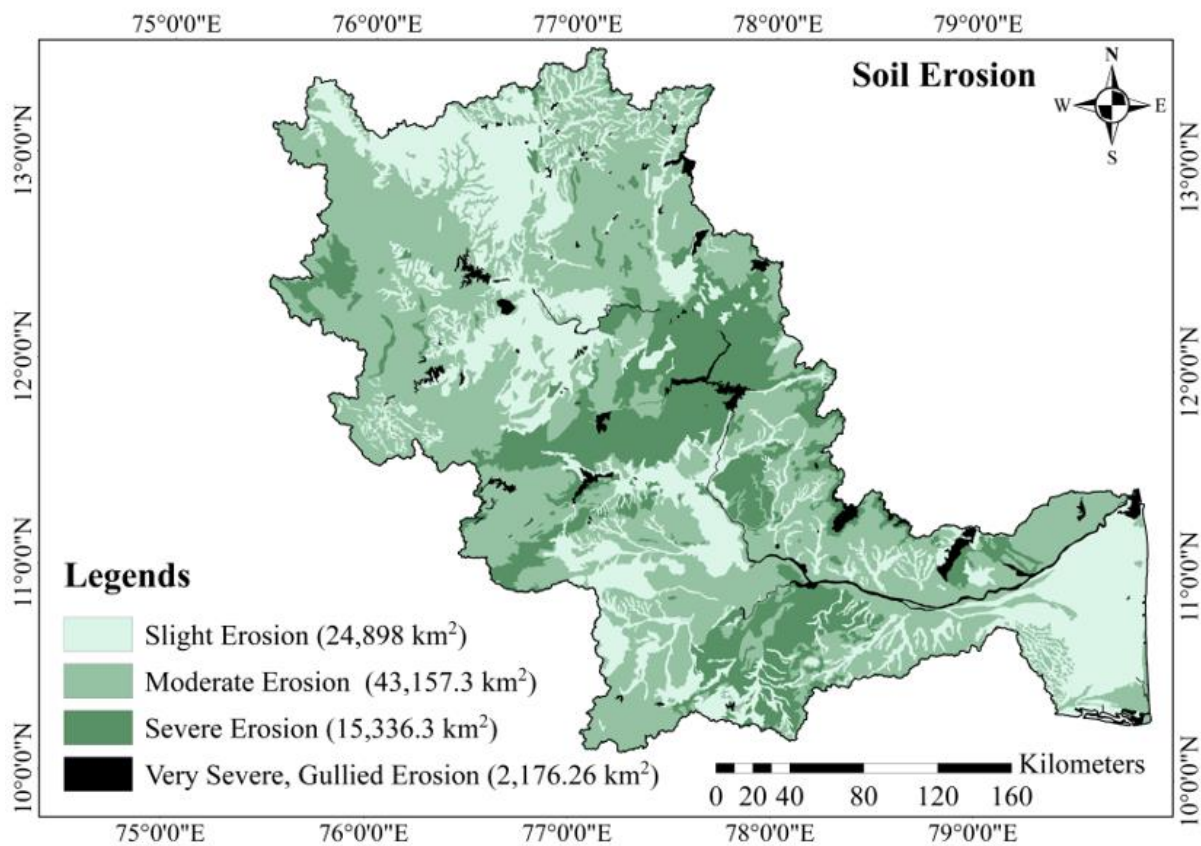 75°0'0"E 76°0'0"E 77°0'0"E 78°0'0"E 79°0'0"E
Soil Erosion
N
W E
S
13°0'0"N
12°0'0"N
11°0'0"N
10°0'0"N
13°0'0"N
12°0'0"N
11°0'0"N
10°0'0"N
Legends
Slight Erosion (24,898 km²)
Moderate Erosion (43,157.3 km²)
Severe Erosion (15,336.3 km²)
Very Severe, Gullied Erosion (2,176.26 km²)
Kilometers
0 20 40 80 120 160
75°0'0"E 76°0'0"E 77°0'0"E 78°0'0"E 79°0'0"E